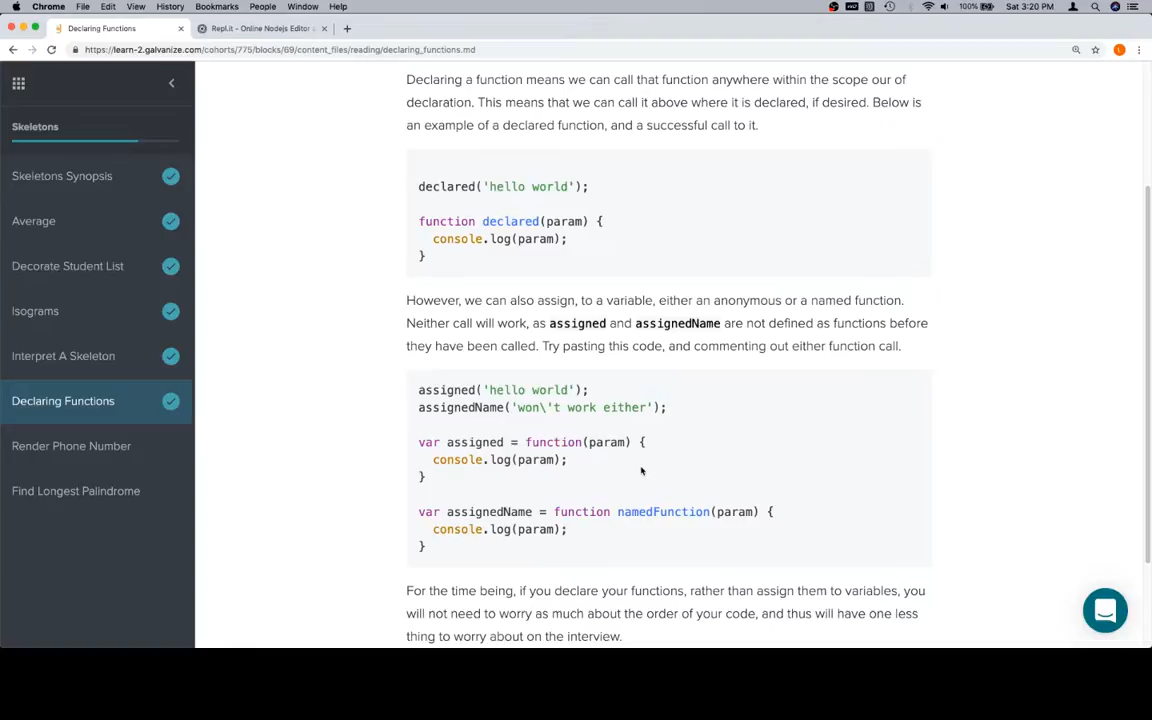 Chrome File Edit View History Bookmarks People Window Help 100% Sat 3:20 PM
Declaring Functions
Repl.it - Online Nodejs Editor
https://learn-2.galvanize.com/cohorts/775/blocks/69/content_files/reading/declaring_functions.md
Skeletons
Skeletons Synopsis
Average
Decorate Student List
Isograms
Interpret A Skeleton
Declaring Functions
Render Phone Number
Find Longest Palindrome
Declaring a function means we can call that function anywhere within the scope our of
declaration. This means that we can call it above where it is declared, if desired. Below is
an example of a declared function, and a successful call to it.
declared('hello world');
function declared(param) {
console.log(param);
}
However, we can also assign, to a variable, either an anonymous or a named function.
Neither call will work, as assigned and assignedName are not defined as functions before
they have been called. Try pasting this code, and commenting out either function call.
assigned('hello world');
assignedName('won\'t work either');
var assigned = function(param) {
console.log(param);
}
var assignedName = function namedFunction(param) {
console.log(param);
}
For the time being, if you declare your functions, rather than assign them to variables, you
will not need to worry as much about the order of your code, and thus will have one less
thing to worry about on the interview.